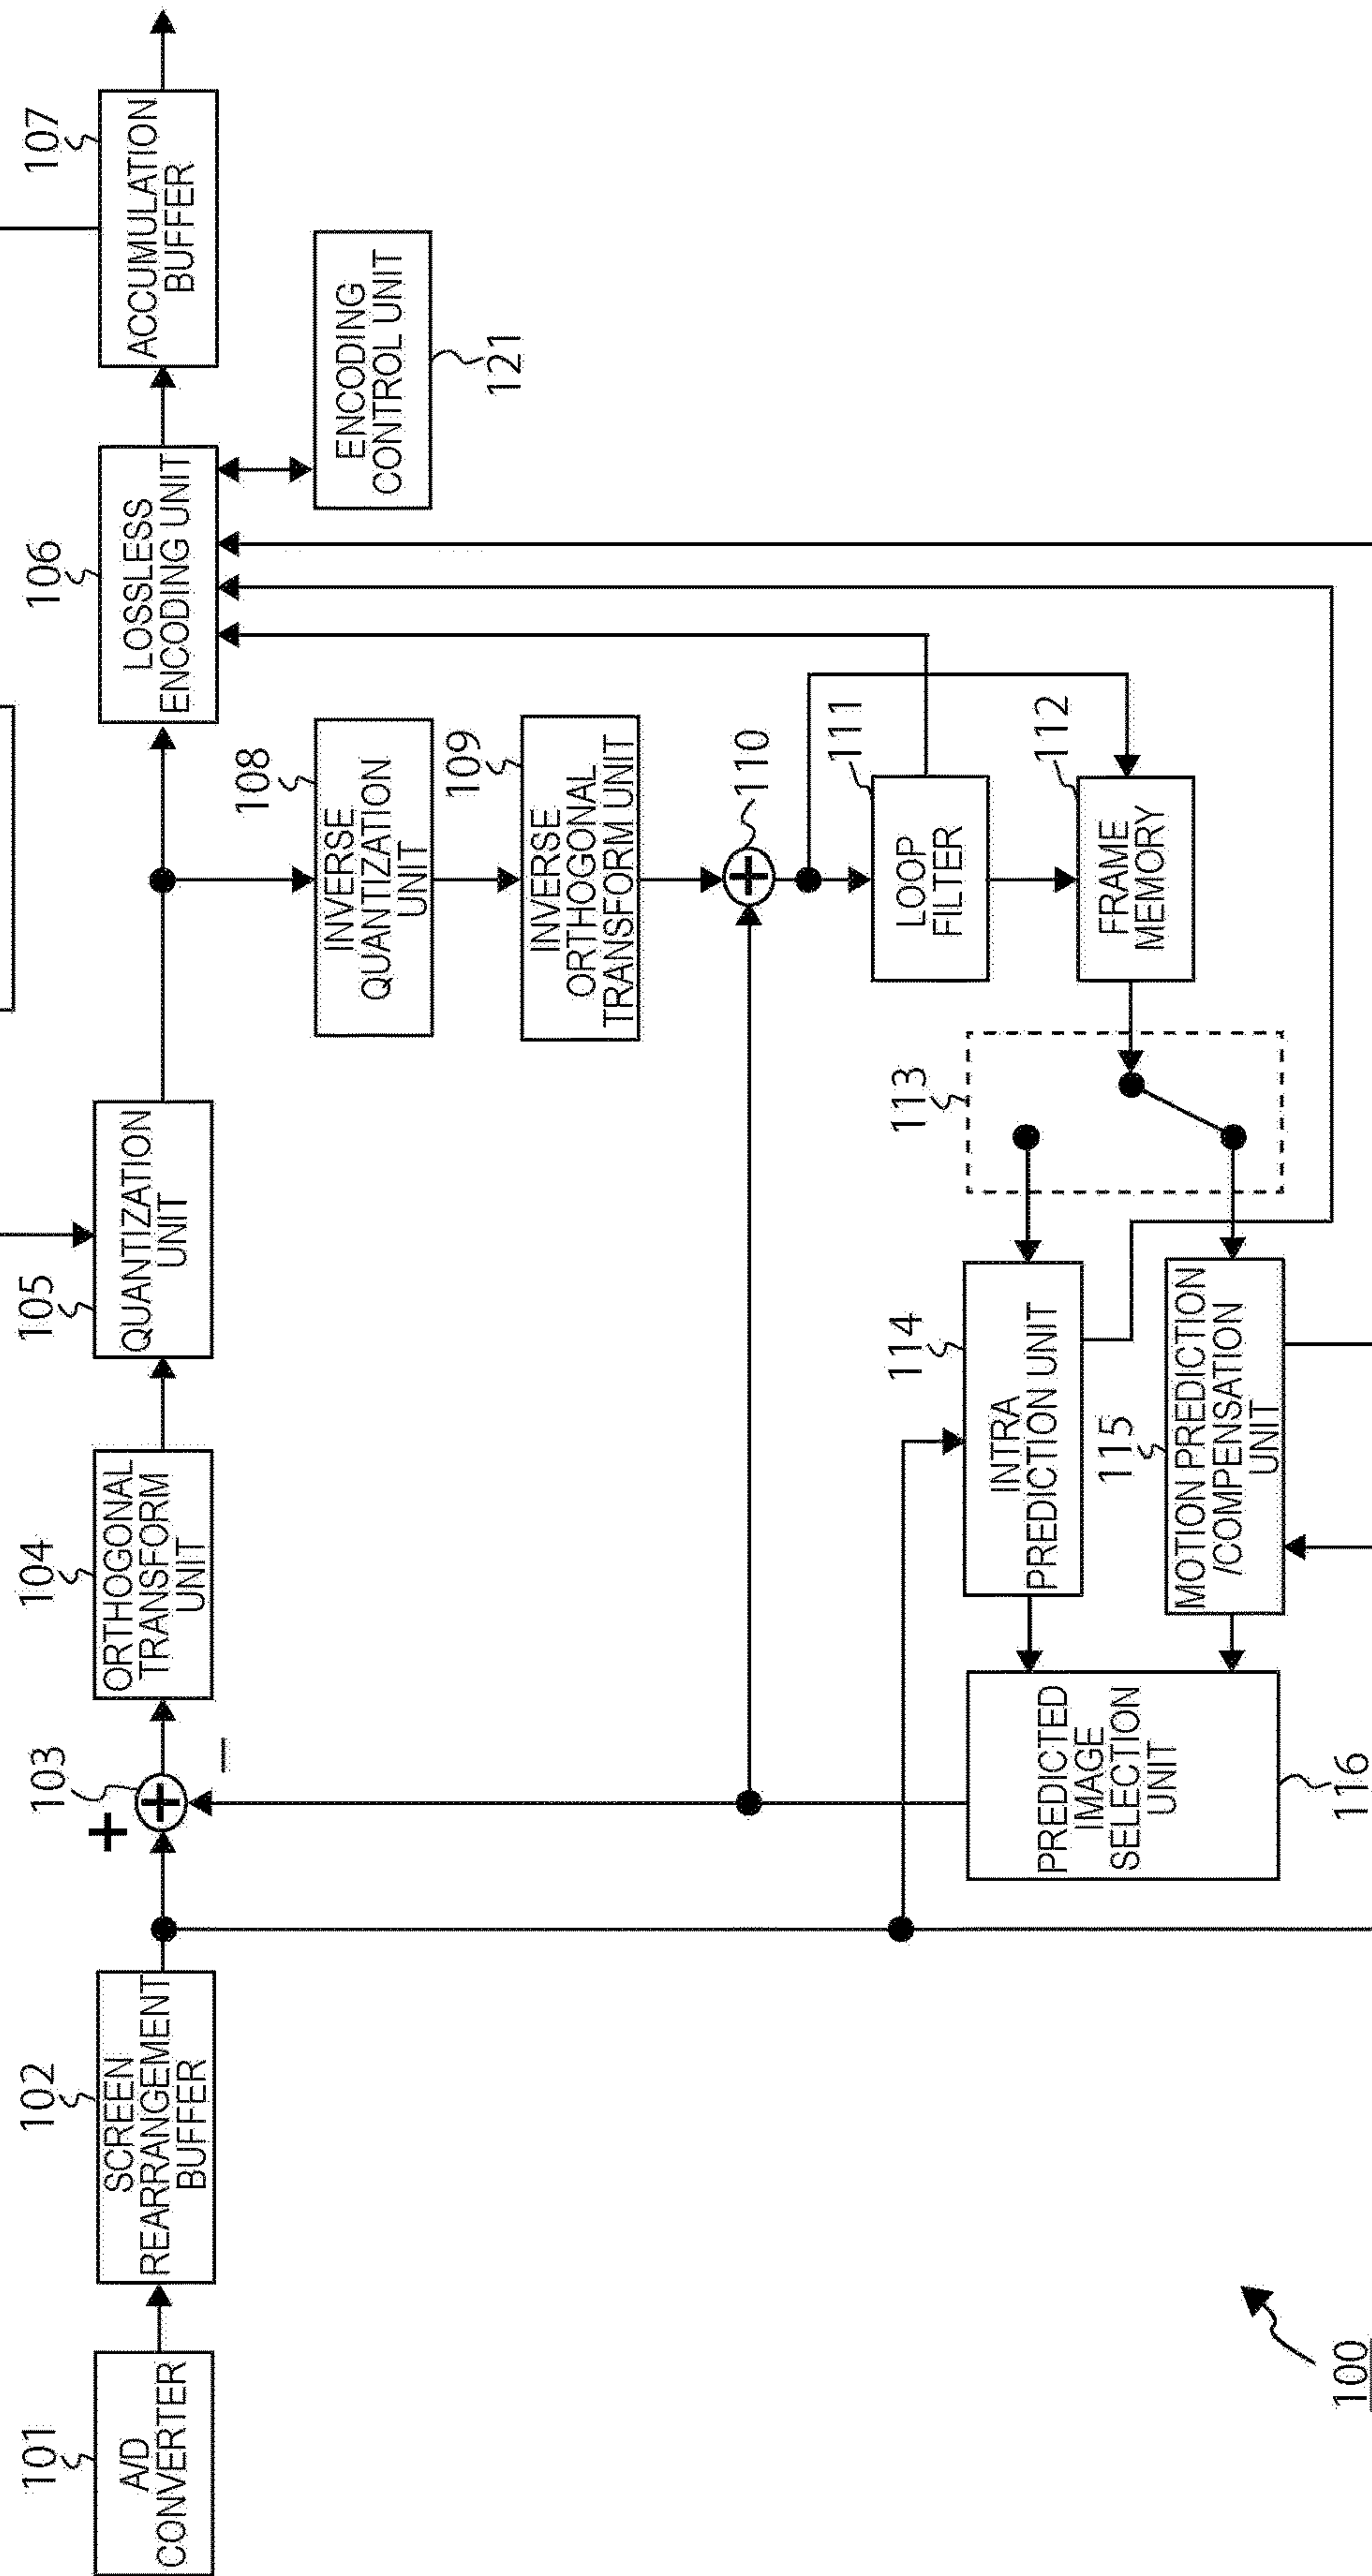 101
A/D
CONVERTER
102
SCREEN
REARRANGEMENT
BUFFER
103
+
−
104
ORTHOGONAL
TRANSFORM
UNIT
105
QUANTIZATION
UNIT
106
LOSSLESS
ENCODING UNIT
107
ACCUMULATION
BUFFER
ENCODING
CONTROL UNIT
121
108
INVERSE
QUANTIZATION
UNIT
109
INVERSE
ORTHOGONAL
TRANSFORM UNIT
110
111
LOOP
FILTER
112
FRAME
MEMORY
113
114
INTRA
PREDICTION UNIT
115
MOTION PREDICTION
/COMPENSATION
UNIT
PREDICTED
IMAGE
SELECTION
UNIT
116
100